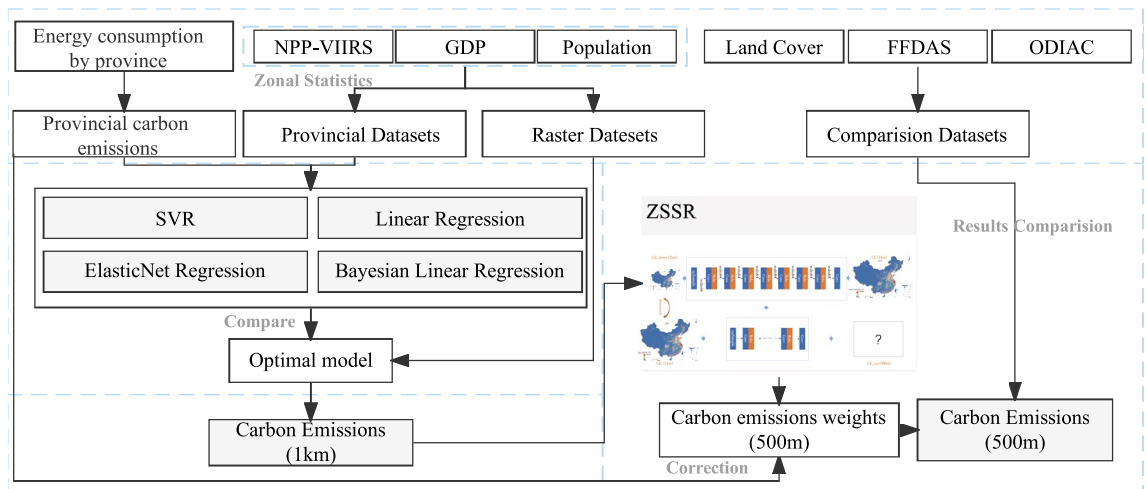 Energy consumption
by province
NPP-VIIRS
GDP
Population
Land Cover
FFDAS
ODIAC
Zonal Statistics
Provincial carbon
emissions
Provincial Datasets
Raster Datesets
Comparision Datasets
SVR
Linear Regression
ElasticNet Regression
Bayesian Linear Regression
ZSSR
Results Comparision
?
Compare
Optimal model
Carbon Emissions
(1km)
Carbon emissions weights
(500m)
Carbon Emissions
(500m)
Correction